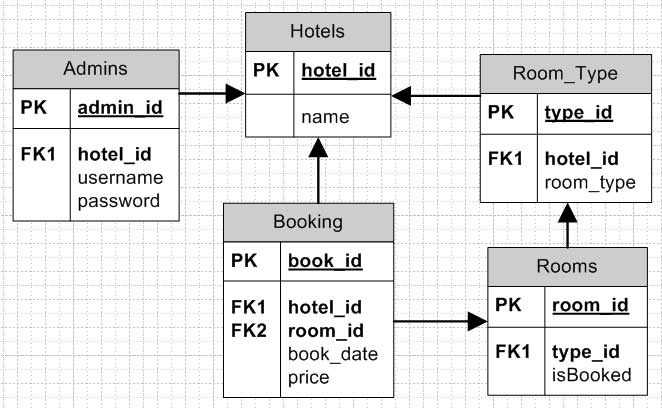 Hotels
PK hotel_id
name
Admins
PK admin_id
FK1 hotel_id
username
password
Room_Type
PK type_id
FK1 hotel_id
room_type
Booking
PK book_id
FK1 hotel_id
FK2 room_id
book_date
price
Rooms
PK room_id
FK1 type_id
isBooked